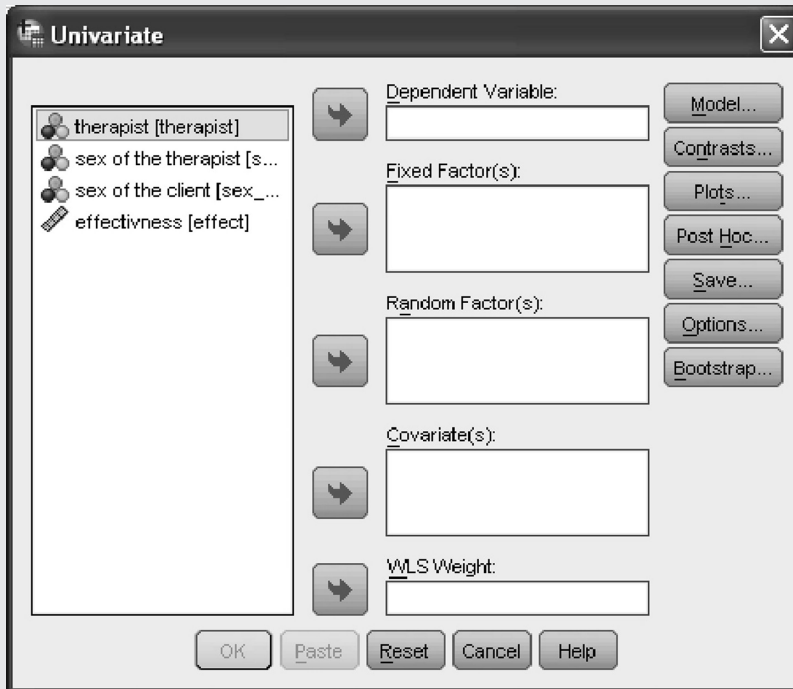 Univariate
therapist [therapist]
sex of the therapist [s...
sex of the client [sex_...
effectivness [effect]
Dependent Variable:
Fixed Factor(s):
Random Factor(s):
Covariate(s):
WLS Weight:
Model...
Contrasts...
Plots...
Post Hoc...
Save...
Options...
Bootstrap...
OK
Paste
Reset
Cancel
Help